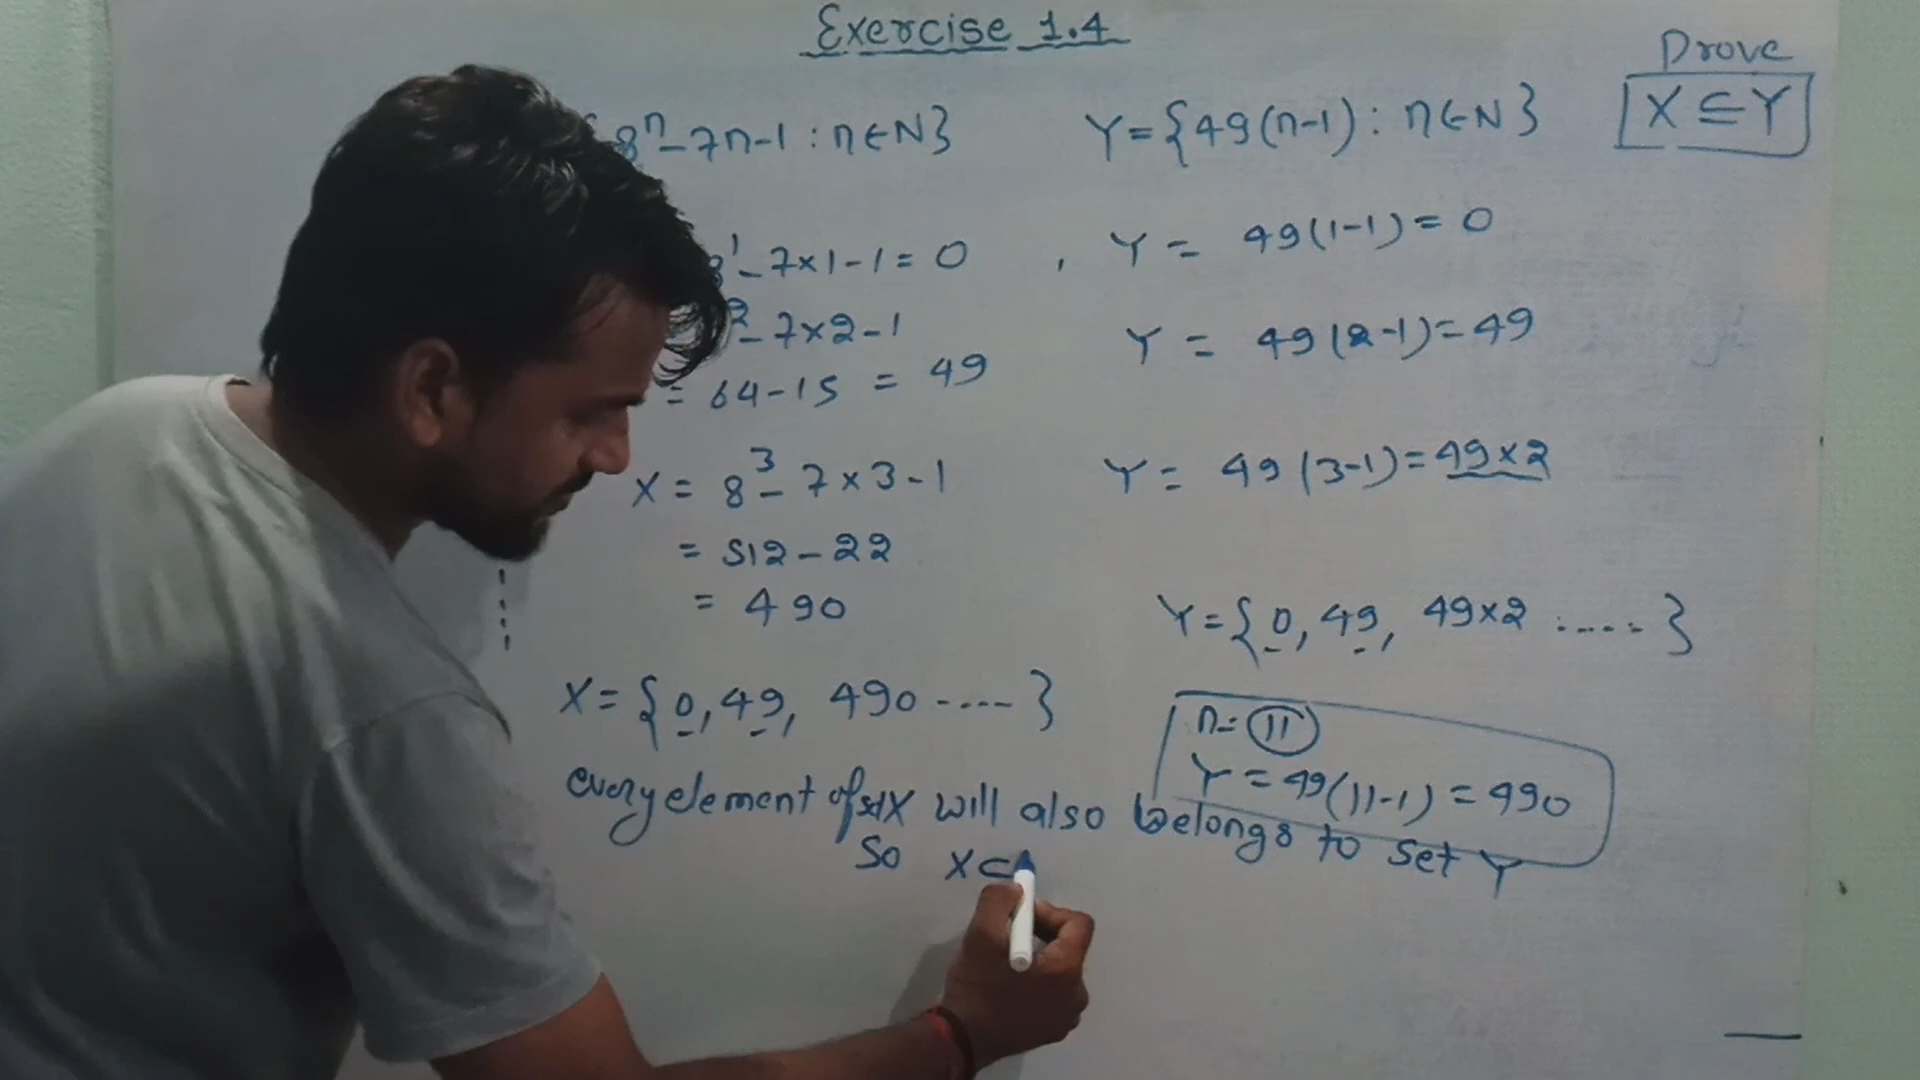 Exercise 1.4
Prove
X ⊆ Y
8ⁿ-7n-1 : n∈N}
Y={49(n-1) : n∈N}
8¹-7×1-1=0
, Y= 49(1-1)=0
²-7×2-1
= 64-15 = 49
Y = 49(2-1)=49
X = 8³-7×3-1
= 512-22
= 490
Y= 49(3-1)=49×2
Y={0, 49, 49×2 .....}
X={0, 49, 490 ----}
n= 11
Y=49(11-1)=490
every element of set X will also belongs to set Y
So X⊂